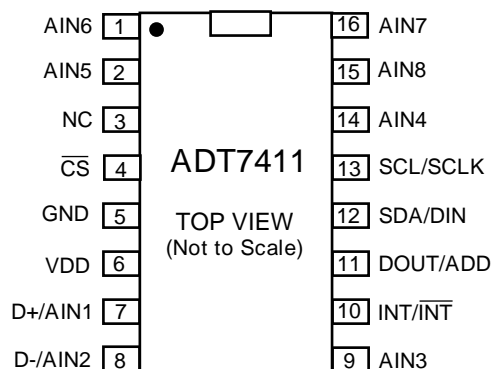 AIN6 1 16 AIN7
AIN5 2 15 AIN8
NC 3 14 AIN4
C̅S̅ 4 ADT7411 13 SCL/SCLK
GND 5 TOP VIEW 12 SDA/DIN
(Not to Scale)
VDD 6 11 DOUT/ADD
D+/AIN1 7 10 INT/I̅N̅T̅
D-/AIN2 8 9 AIN3